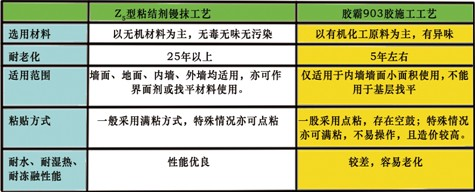 Z₃型粘结剂镘抹工艺 胶霸903胶施工工艺
选用材料 以无机材料为主，无毒无味无污染 以有机化工原料为主，有异味
耐老化 25年以上 5年左右
适用范围 墙面、地面、内墙、外墙均适用，亦可作 仅适用于内墙墙面小面积使用，不能
界面剂或找平材料使用。 用于基层找平
粘贴方式 一般采用满粘方式，特殊情况亦可点粘 一股采用点粘，存在空鼓；特殊情况
亦可满粘，不易操作，且造价较高。
耐水、耐湿热、 性能优良 较差，容易老化
耐冻融性能